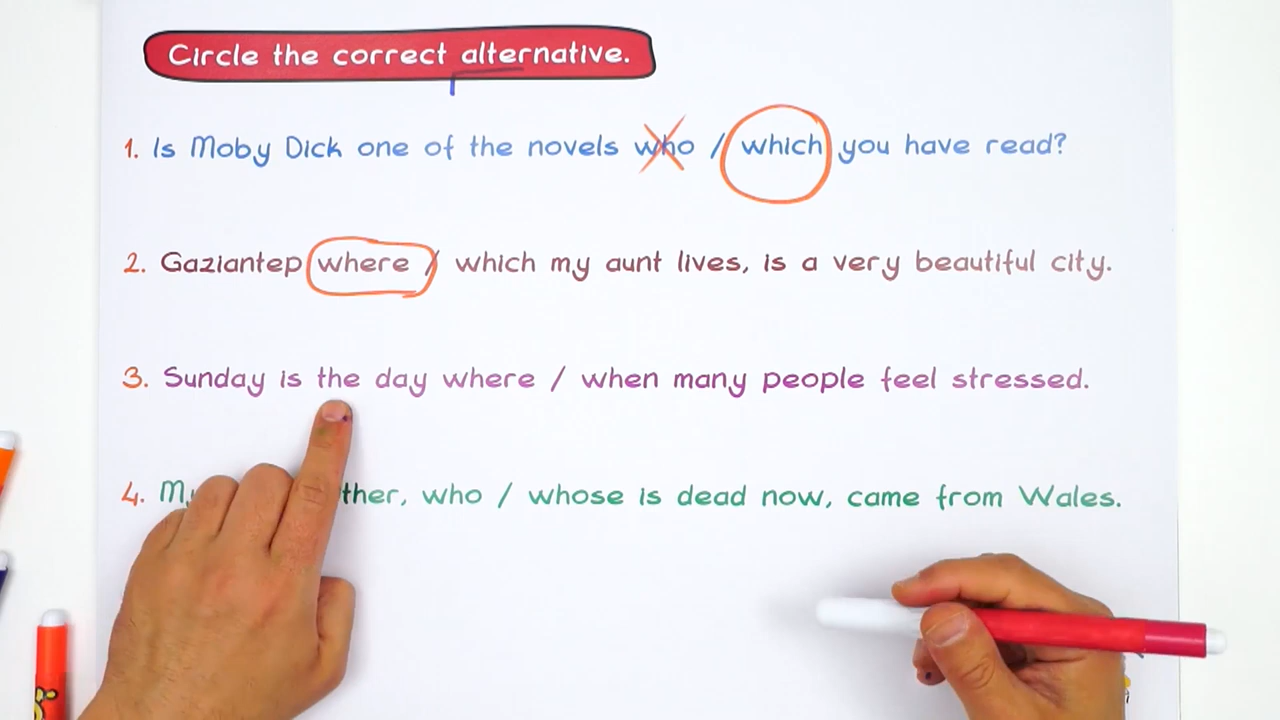 Circle the correct alternative.
1. Is Moby Dick one of the novels who / which you have read?
2. Gaziantep where / which my aunt lives, is a very beautiful city.
3. Sunday is the day where / when many people feel stressed.
4. ther, who / whose is dead now, came from Wales.